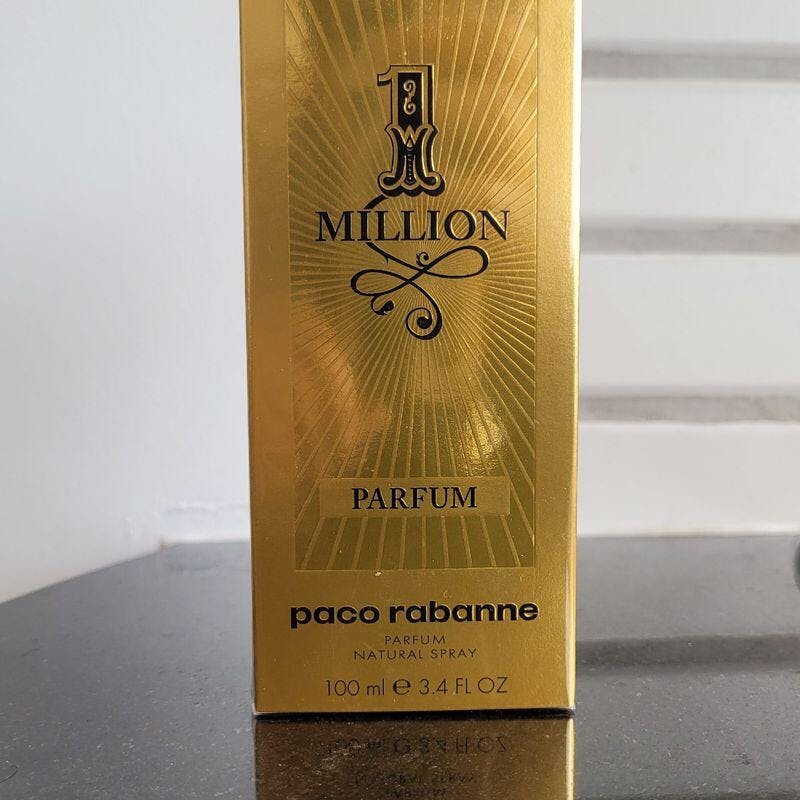 1
MILLION
PARFUM
paco rabanne
PARFUM
NATURAL SPRAY
100 ml ℮ 3.4 FL OZ